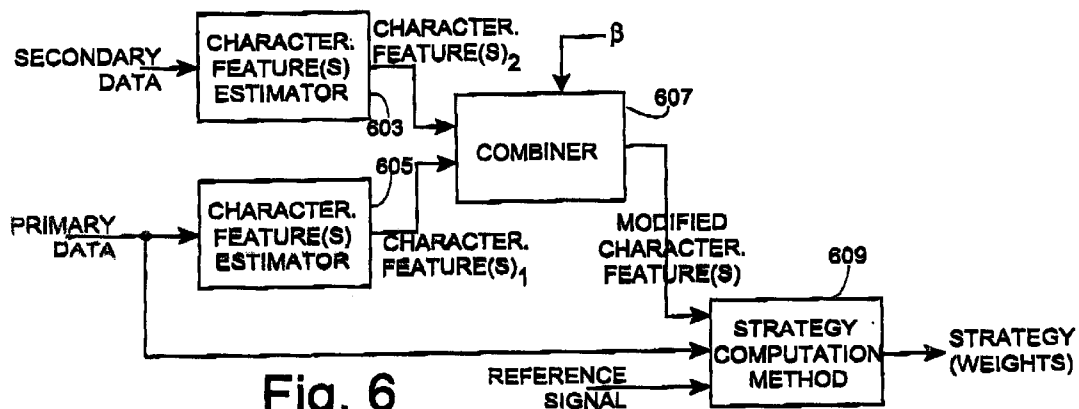 SECONDARY
DATA
CHARACTER.
FEATURE(S)
ESTIMATOR
603
CHARACTER.
FEATURE(S)2
β
607
COMBINER
605
PRIMARY
DATA
CHARACTER.
FEATURE(S)
ESTIMATOR
CHARACTER.
FEATURE(S)1
MODIFIED
CHARACTER.
FEATURE(S)
609
STRATEGY
COMPUTATION
METHOD
STRATEGY
(WEIGHTS)
REFERENCE
SIGNAL
Fig. 6